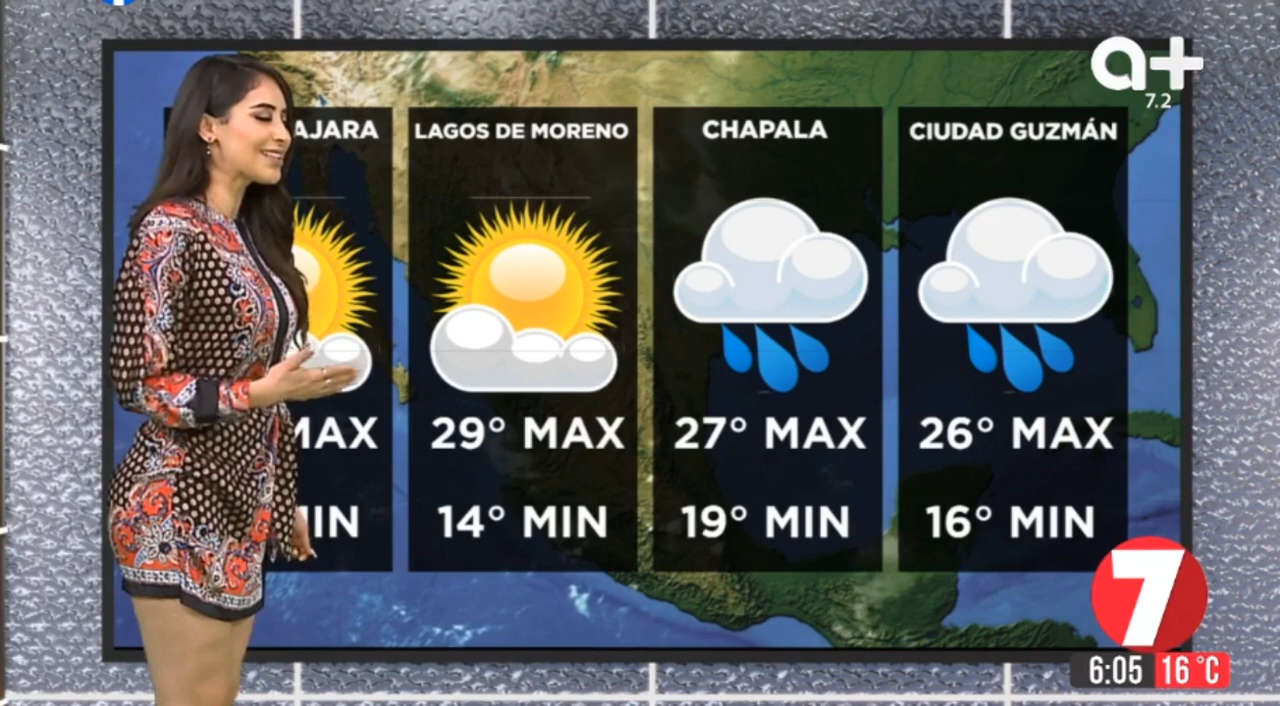 a+
7.2
AJARA
MAX
MIN
LAGOS DE MORENO
29° MAX
14° MIN
CHAPALA
27° MAX
19° MIN
CIUDAD GUZMÁN
26° MAX
16° MIN
7
6:05 16 °C